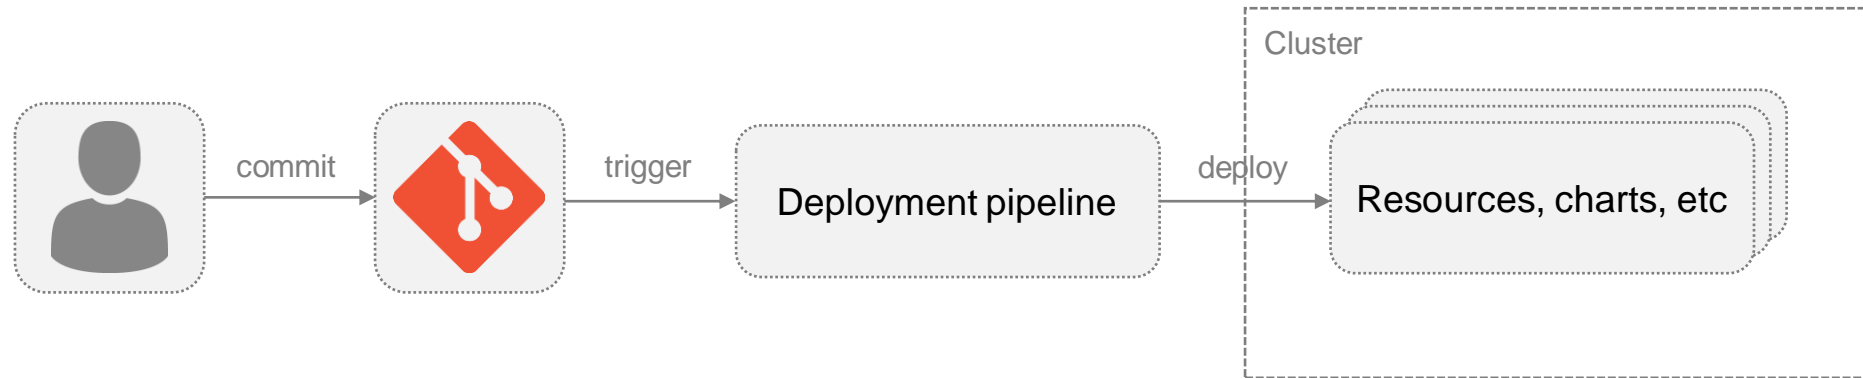 Cluster
commit
trigger
deploy
Deployment pipeline
Resources, charts, etc